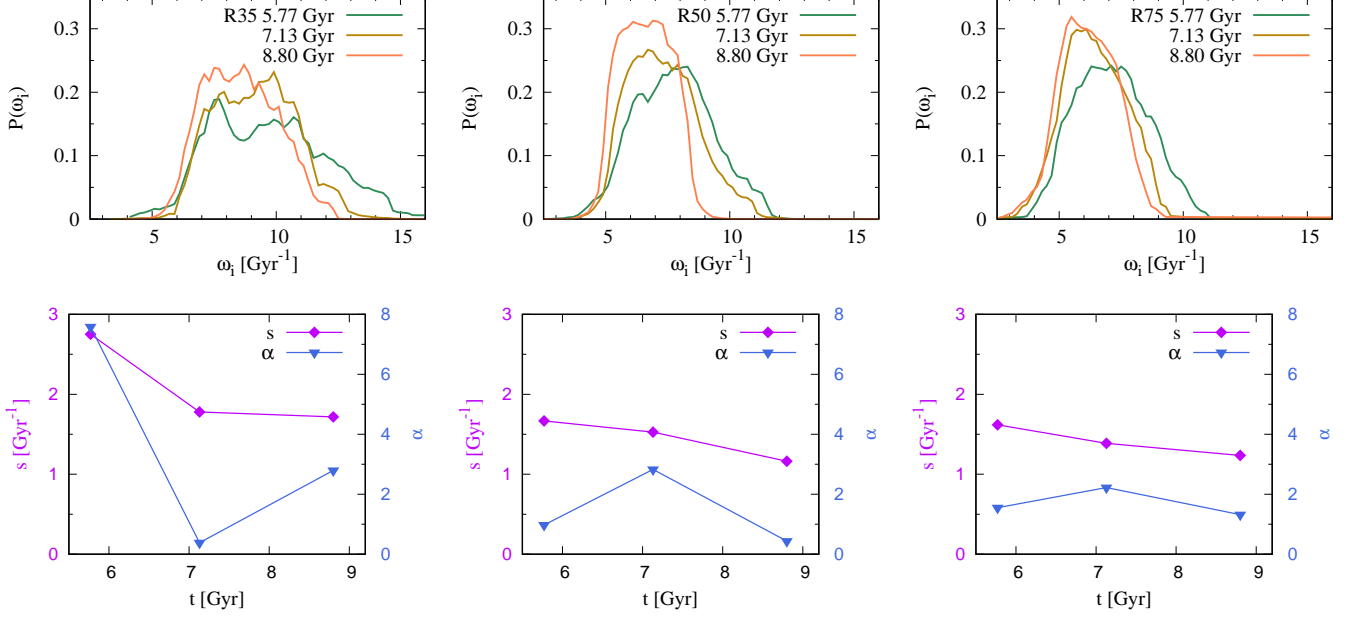 R35 5.77 Gyr
7.13 Gyr
8.80 Gyr
P(ω_i)
0.3
0.2
0.1
0
5
10
15
ω_i [Gyr^-1]
R50 5.77 Gyr
7.13 Gyr
8.80 Gyr
P(ω_i)
0.3
0.2
0.1
0
5
10
15
ω_i [Gyr^-1]
R75 5.77 Gyr
7.13 Gyr
8.80 Gyr
P(ω_i)
0.3
0.2
0.1
0
5
10
15
ω_i [Gyr^-1]
s
α
s [Gyr^-1]
3
2
1
0
8
6
4
2
0
α
6
7
8
9
t [Gyr]
s
α
s [Gyr^-1]
3
2
1
0
8
6
4
2
0
α
6
7
8
9
t [Gyr]
s
α
s [Gyr^-1]
3
2
1
0
8
6
4
2
0
α
6
7
8
9
t [Gyr]